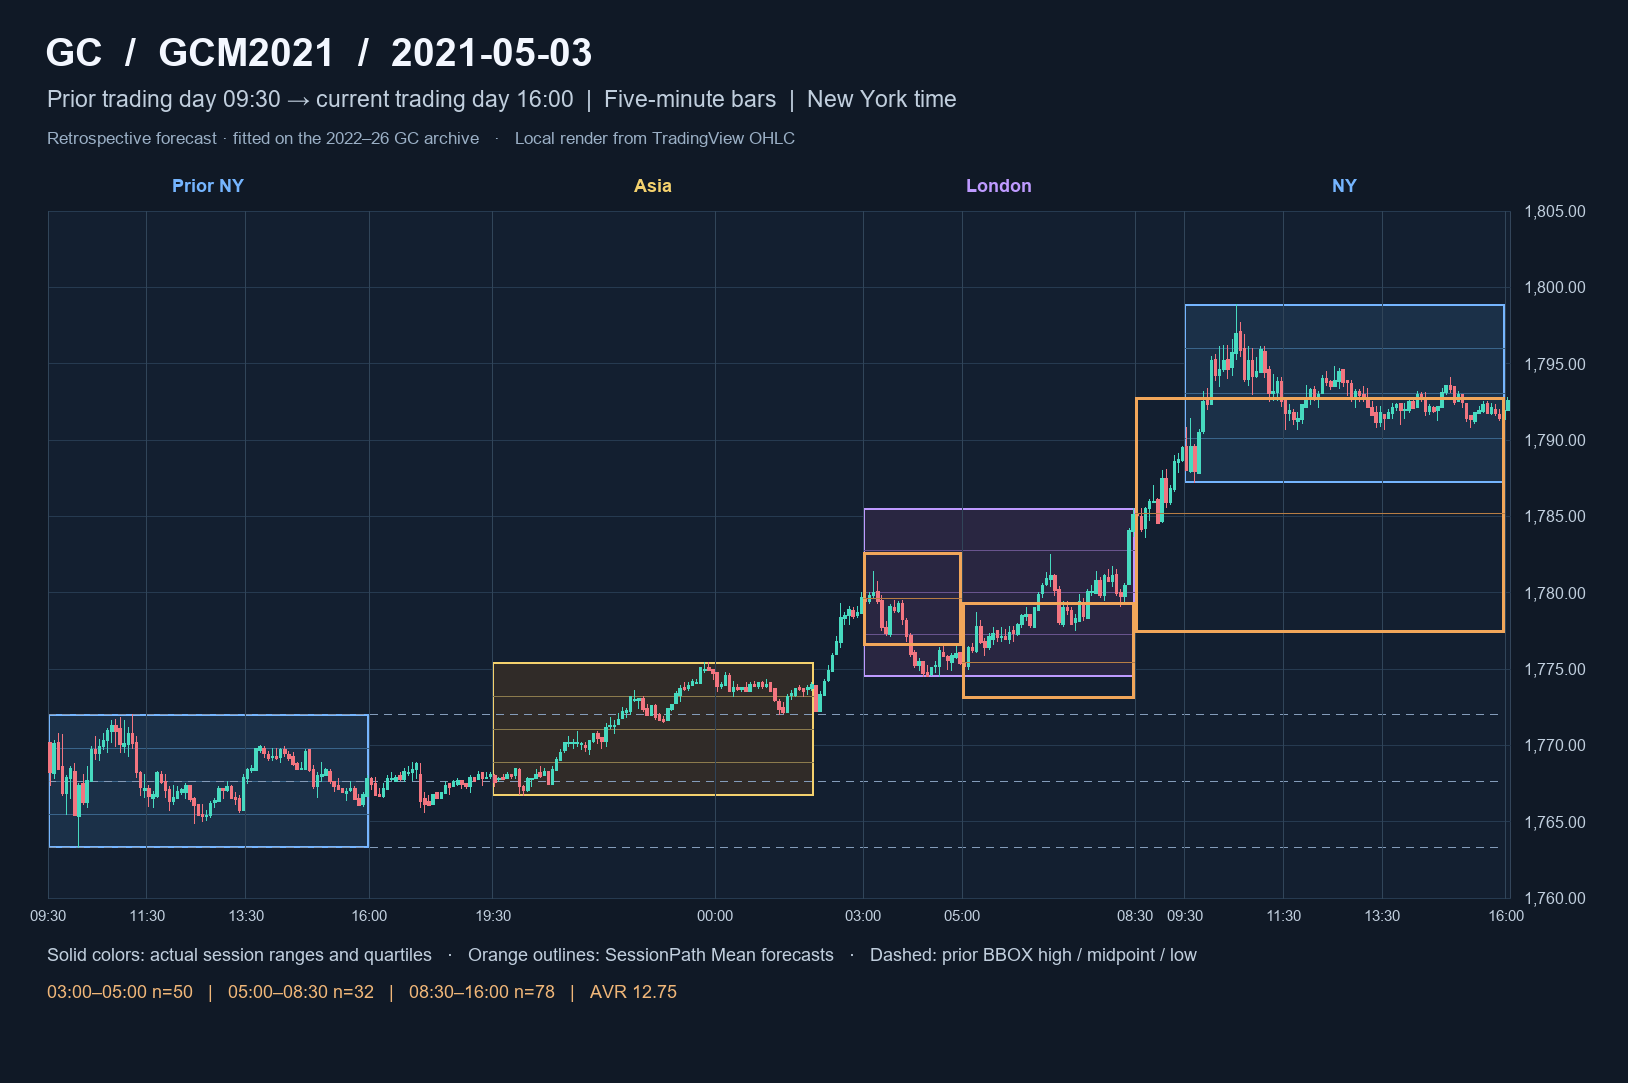 GC / GCM2021 / 2021-05-03
Prior trading day 09:30 → current trading day 16:00 | Five-minute bars | New York time
Retrospective forecast · fitted on the 2022–26 GC archive · Local render from TradingView OHLC
Prior NY Asia London NY
1,805.00
1,800.00
1,795.00
1,790.00
1,785.00
1,780.00
1,775.00
1,770.00
1,765.00
1,760.00
09:30 11:30 13:30 16:00 19:30 00:00 03:00 05:00 08:30 09:30 11:30 13:30 16:00
Solid colors: actual session ranges and quartiles · Orange outlines: SessionPath Mean forecasts · Dashed: prior BBOX high / midpoint / low
03:00–05:00 n=50 | 05:00–08:30 n=32 | 08:30–16:00 n=78 | AVR 12.75